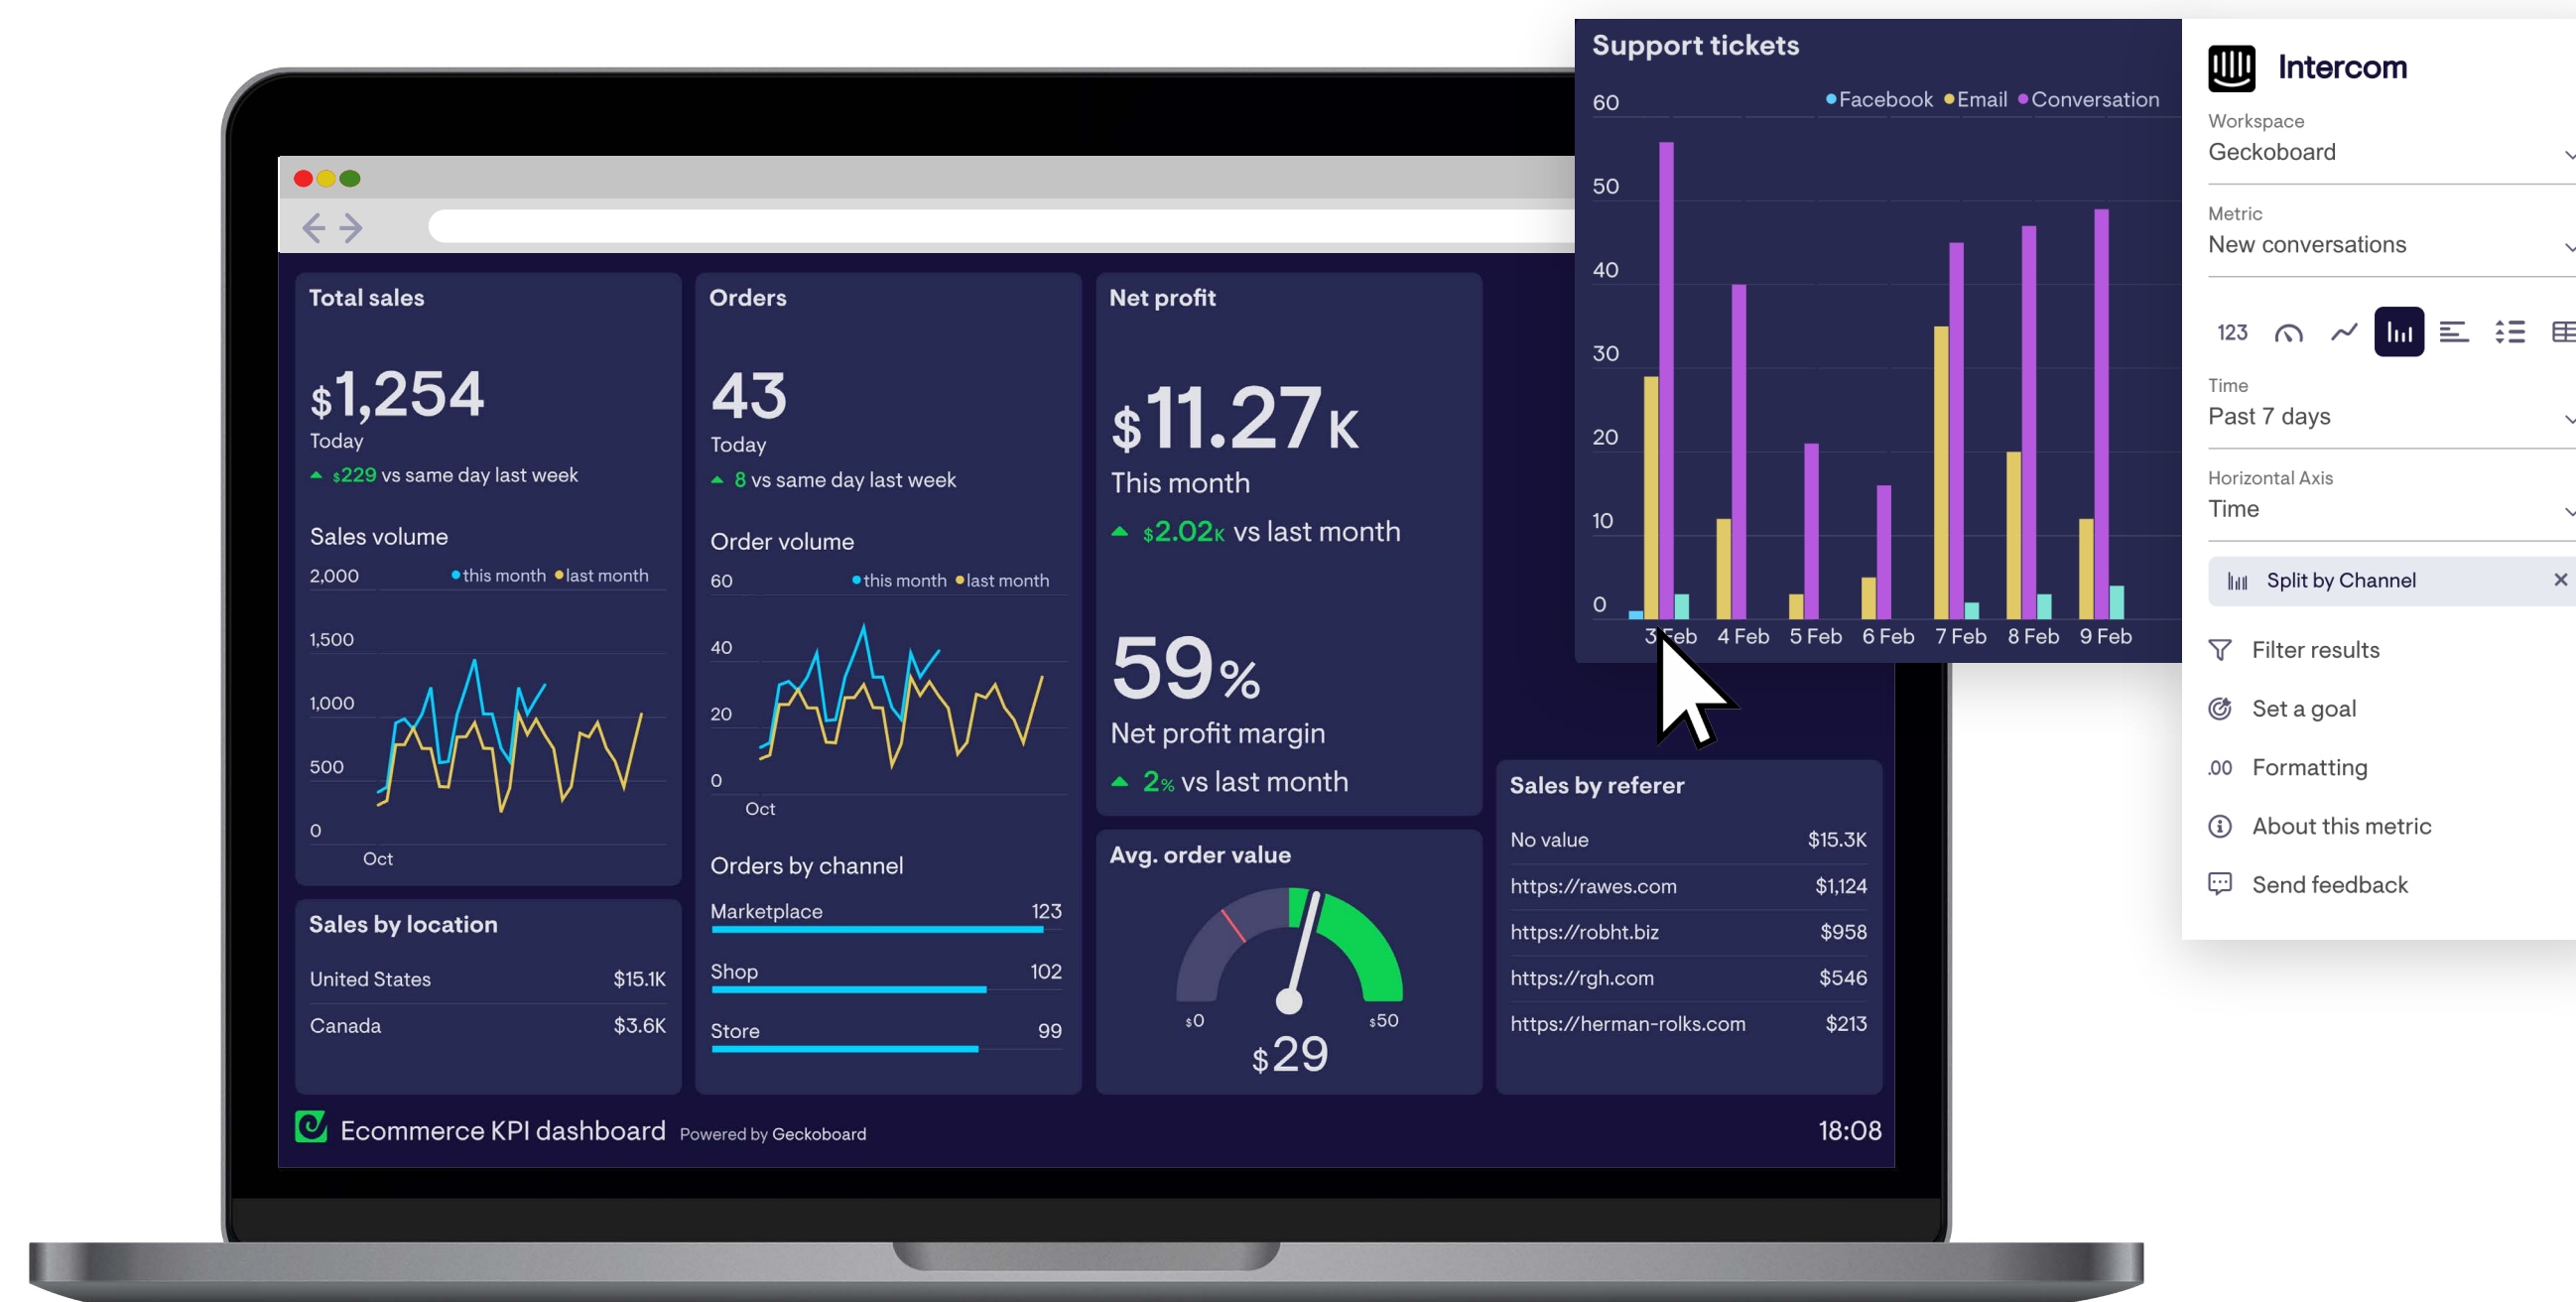 Support tickets
60
Facebook Email Conversation
50
40
30
20
10
0
3 Feb 4 Feb 5 Feb 6 Feb 7 Feb 8 Feb 9 Feb
Intercom
Workspace
Geckoboard
Metric
New conversations
123
Time
Past 7 days
Horizontal Axis
Time
Split by Channel
Filter results
Set a goal
.00 Formatting
About this metric
Send feedback
Total sales
$1,254
Today
$229 vs same day last week
Sales volume
2,000
this month last month
1,500
1,000
500
0
Oct
Sales by location
United States $15.1K
Canada $3.6K
Orders
43
Today
8 vs same day last week
Order volume
60
this month last month
40
20
0
Oct
Orders by channel
Marketplace 123
Shop 102
Store 99
Net profit
$11.27K
This month
$2.02K vs last month
59%
Net profit margin
2% vs last month
Avg. order value
$0 $50
$29
Sales by referer
No value $15.3K
https://rawes.com $1,124
https://robht.biz $958
https://rgh.com $546
https://herman-rolks.com $213
Ecommerce KPI dashboard Powered by Geckoboard
18:08